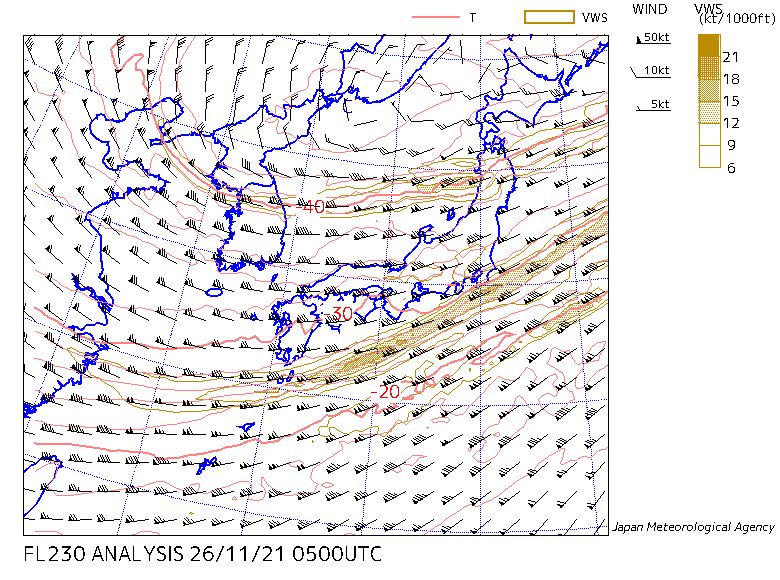 T VWS WIND VWS
(kt/1000ft)
50kt
10kt
5kt
21
18
15
12
9
6
-40
-30
-20
Japan Meteorological Agency
FL230 ANALYSIS 26/11/21 0500UTC